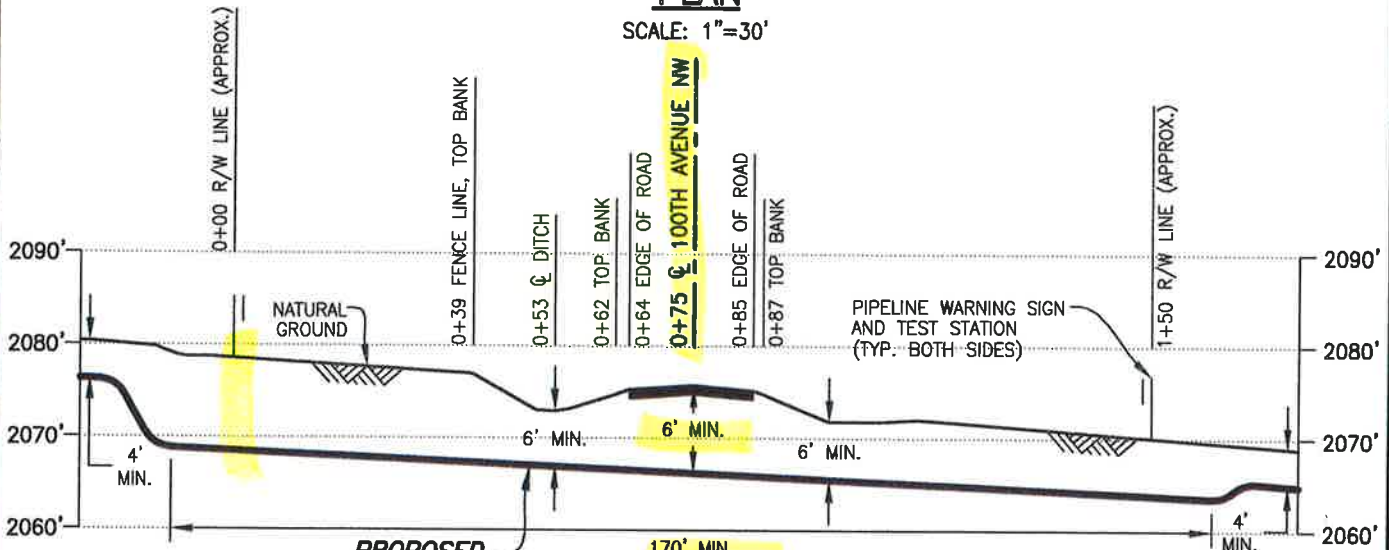 PLAN
SCALE: 1"=30'
0+00 R/W LINE (APPROX.)
0+39 FENCE LINE, TOP BANK
0+53 ℄ DITCH
0+62 TOP BANK
0+64 EDGE OF ROAD
0+75 ℄ 100TH AVENUE NW
0+85 EDGE OF ROAD
0+87 TOP BANK
1+50 R/W LINE (APPROX.)
2090'
2090'
NATURAL
GROUND
PIPELINE WARNING SIGN
AND TEST STATION
(TYP. BOTH SIDES)
2080'
2080'
2070'
6' MIN.
6' MIN.
6' MIN.
2070'
4'
MIN.
2060'
4'
MIN.
2060'
PROPOSED
170' MIN.